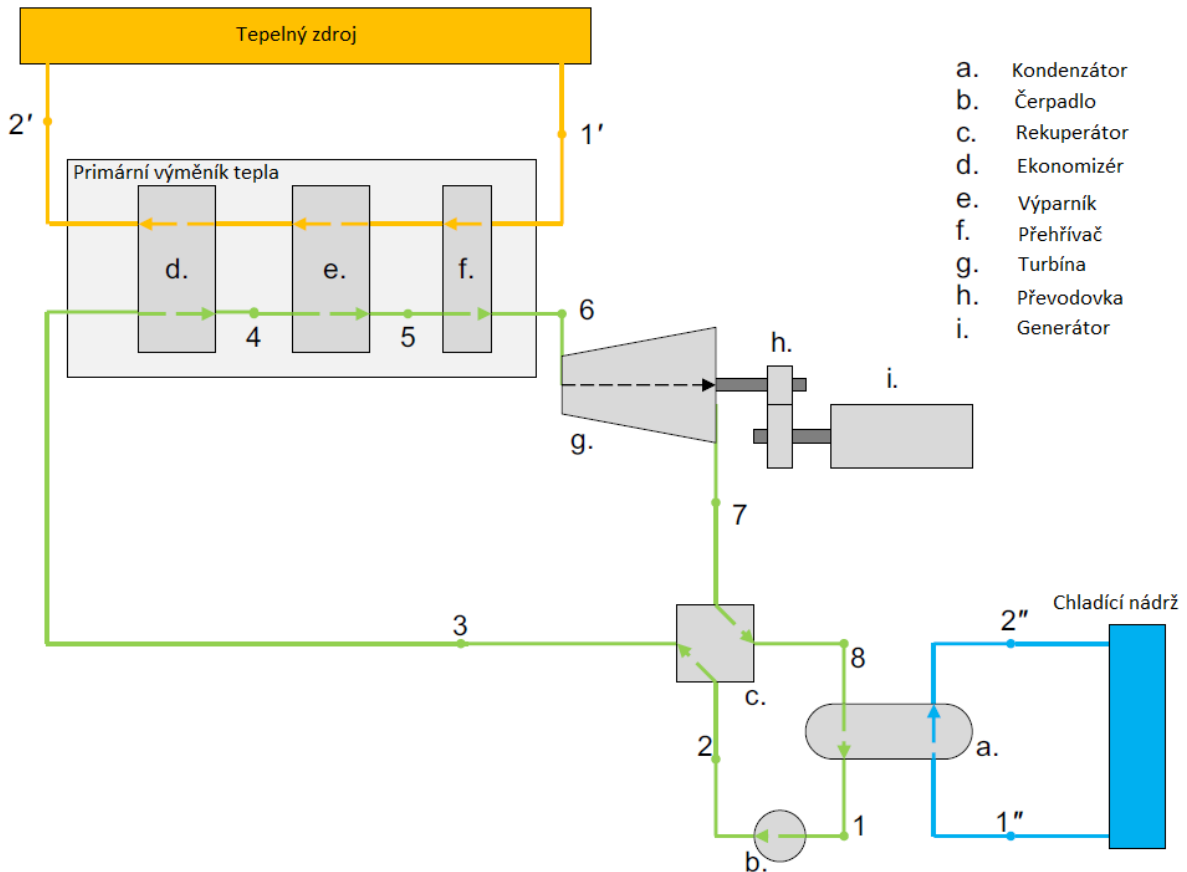 Tepelný zdroj
2′
1′
Primární výměník tepla
d.
e.
f.
4
5
6
g.
h.
i.
7
3
8
c.
2
a.
b.
1
Chladící nádrž
2″
1″
a. Kondenzátor
b. Čerpadlo
c. Rekuperátor
d. Ekonomizér
e. Výparník
f. Přehřívač
g. Turbína
h. Převodovka
i. Generátor